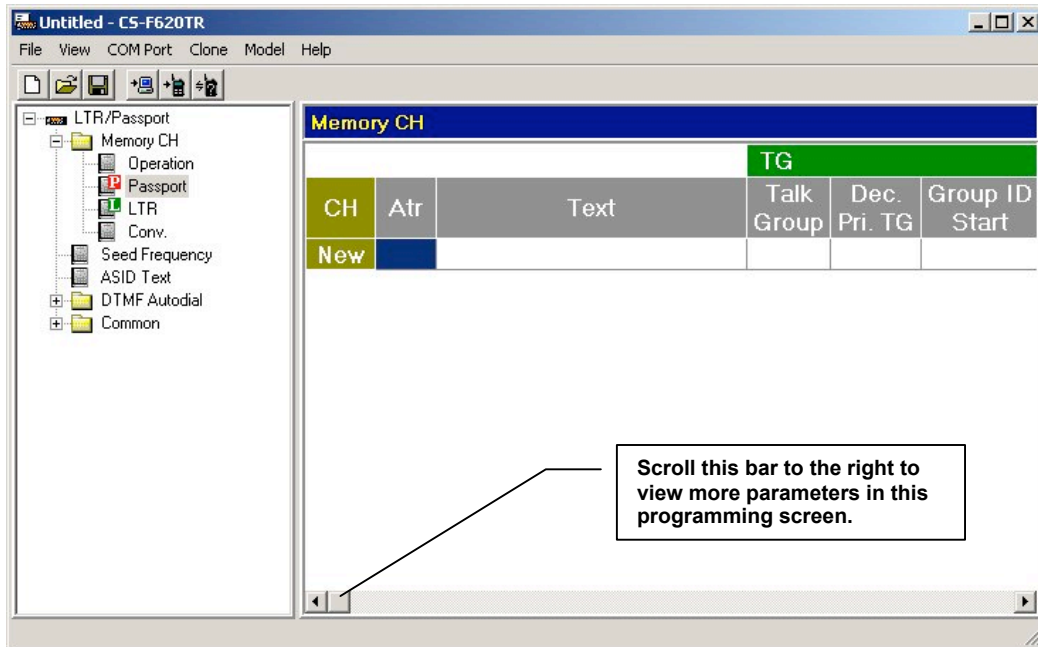 Untitled - CS-F620TR
File View COM Port Clone Model Help
LTR/Passport
Memory CH
Operation
P Passport
L LTR
Conv.
Seed Frequency
ASID Text
DTMF Autodial
Common
Memory CH
TG
CH Atr Text Talk Group Dec. Pri. TG Group ID Start
New
Scroll this bar to the right to
view more parameters in this
programming screen.